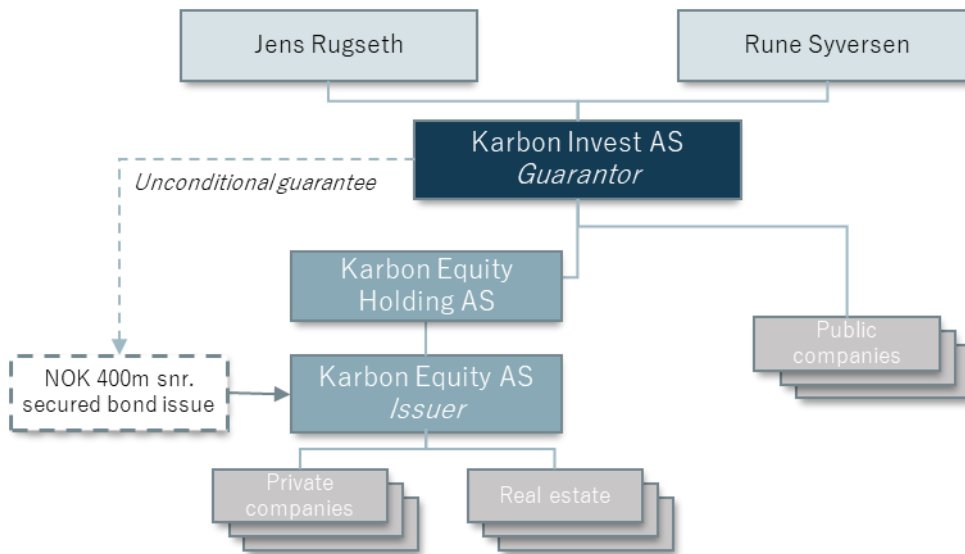 Jens Rugseth
Rune Syversen
Karbon Invest AS
Guarantor
Unconditional guarantee
Karbon Equity
Holding AS
Public
companies
NOK 400m snr.
secured bond issue
Karbon Equity AS
Issuer
Private
companies
Real estate